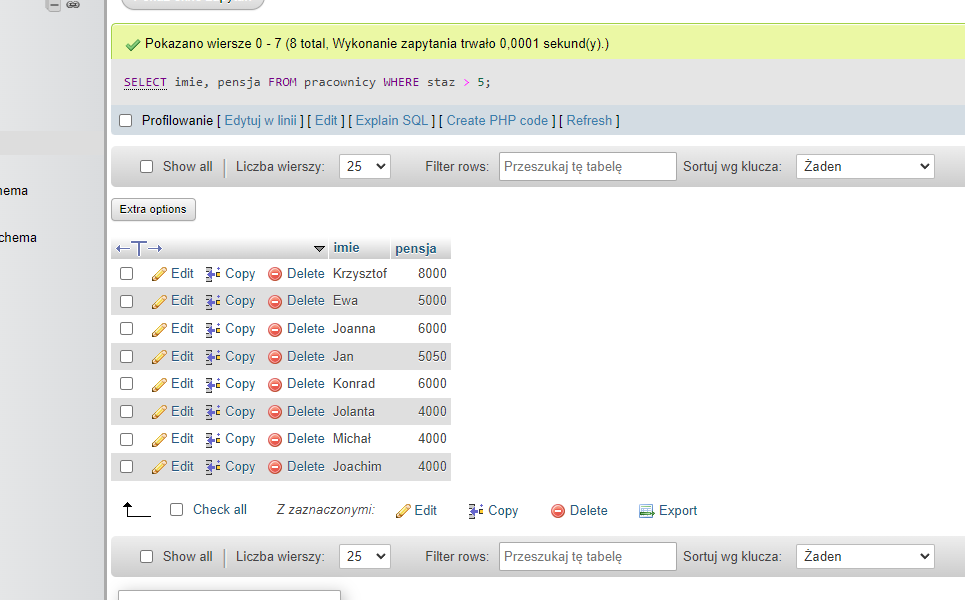 Pokazano wiersze 0 - 7 (8 total, Wykonanie zapytania trwało 0,0001 sekund(y).)
SELECT imie, pensja FROM pracownicy WHERE staz > 5;
Profilowanie [ Edytuj w linii ] [ Edit ] [ Explain SQL ] [ Create PHP code ] [ Refresh ]
Show all | Liczba wierszy: 25 Filter rows: Przeszukaj tę tabelę Sortuj wg klucza: Żaden
hema
chema
Extra options
←T→ imie pensja
Edit Copy Delete Krzysztof 8000
Edit Copy Delete Ewa 5000
Edit Copy Delete Joanna 6000
Edit Copy Delete Jan 5050
Edit Copy Delete Konrad 6000
Edit Copy Delete Jolanta 4000
Edit Copy Delete Michał 4000
Edit Copy Delete Joachim 4000
Check all Z zaznaczonymi: Edit Copy Delete Export
Show all | Liczba wierszy: 25 Filter rows: Przeszukaj tę tabelę Sortuj wg klucza: Żaden